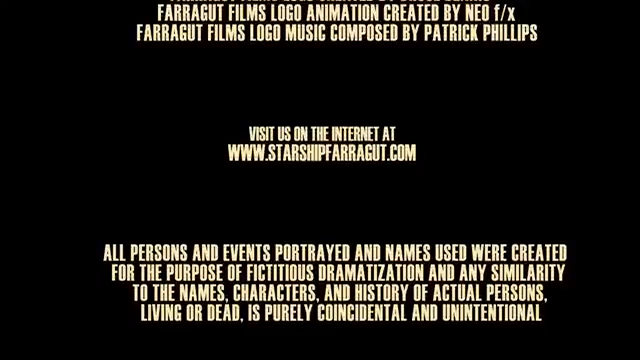 FARRAGUT FILMS LOGO ANIMATION CREATED BY NEO f/x
FARRAGUT FILMS LOGO MUSIC COMPOSED BY PATRICK PHILLIPS
VISIT US ON THE INTERNET AT
WWW.STARSHIPFARRAGUT.COM
ALL PERSONS AND EVENTS PORTRAYED AND NAMES USED WERE CREATED
FOR THE PURPOSE OF FICTITIOUS DRAMATIZATION AND ANY SIMILARITY
TO THE NAMES, CHARACTERS, AND HISTORY OF ACTUAL PERSONS,
LIVING OR DEAD, IS PURELY COINCIDENTAL AND UNINTENTIONAL